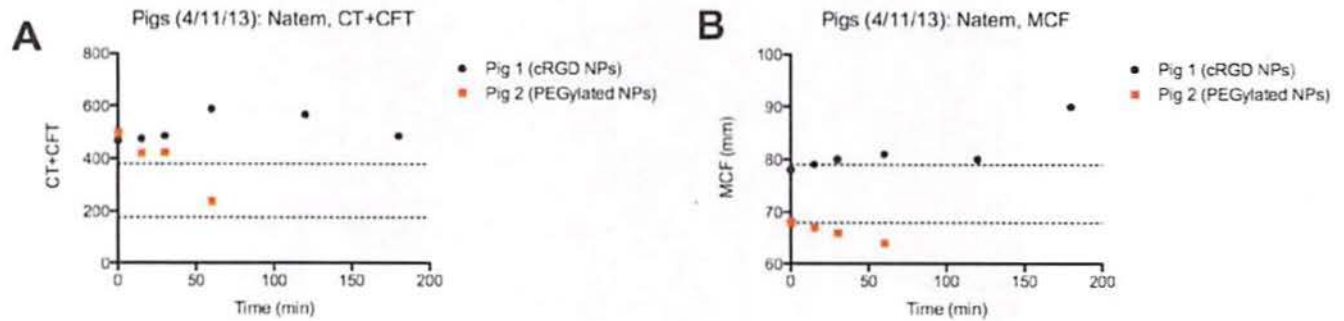 A
Pigs (4/11/13): Natem, CT+CFT
800
600
400
200
0
CT+CFT
0
50
100
150
200
Time (min)
Pig 1 (cRGD NPs)
Pig 2 (PEGylated NPs)
B
Pigs (4/11/13): Natem, MCF
100
90
80
70
60
MCF (mm)
0
50
100
150
200
Time (min)
Pig 1 (cRGD NPs)
Pig 2 (PEGylated NPs)